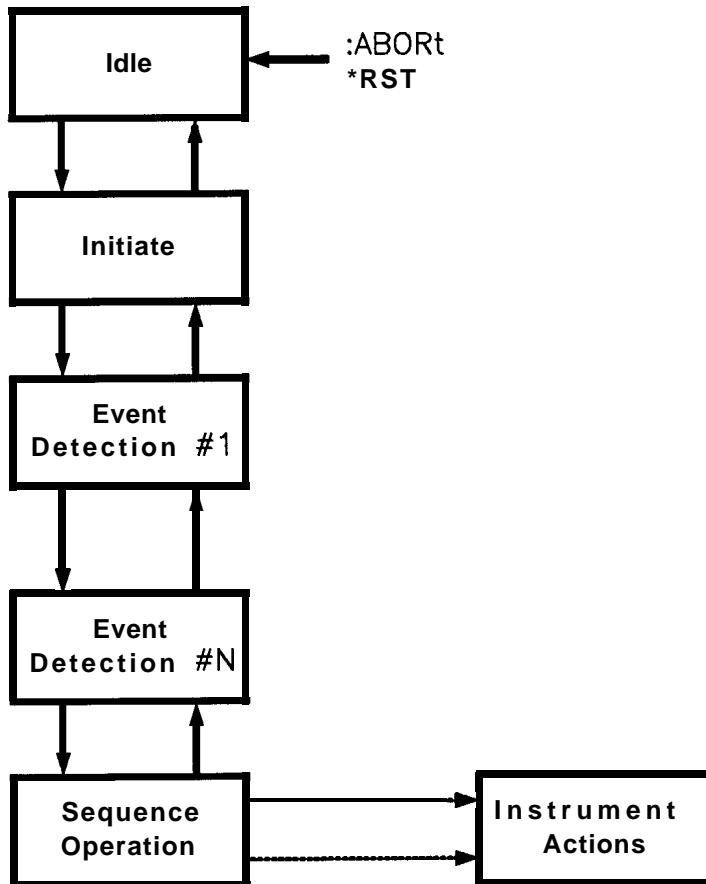 Idle
:ABORt
*RST
Initiate
Event
Detection #1
Event
Detection #N
Sequence
Operation
Instrument
Actions